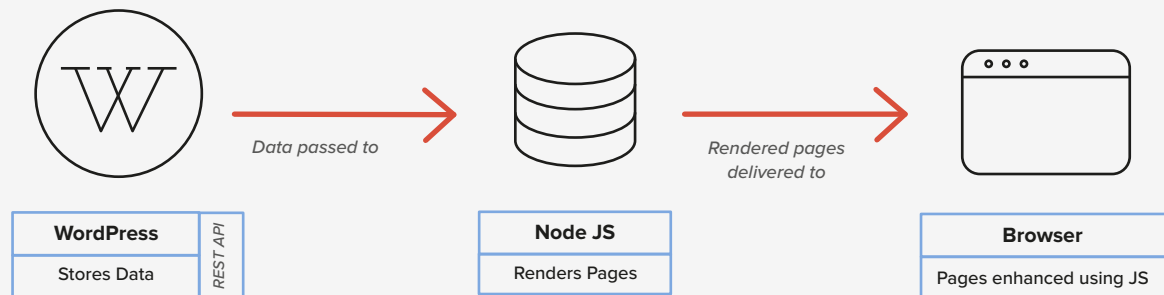 W
Data passed to
Rendered pages
delivered to
WordPress
Stores Data
REST API
Node JS
Renders Pages
Browser
Pages enhanced using JS